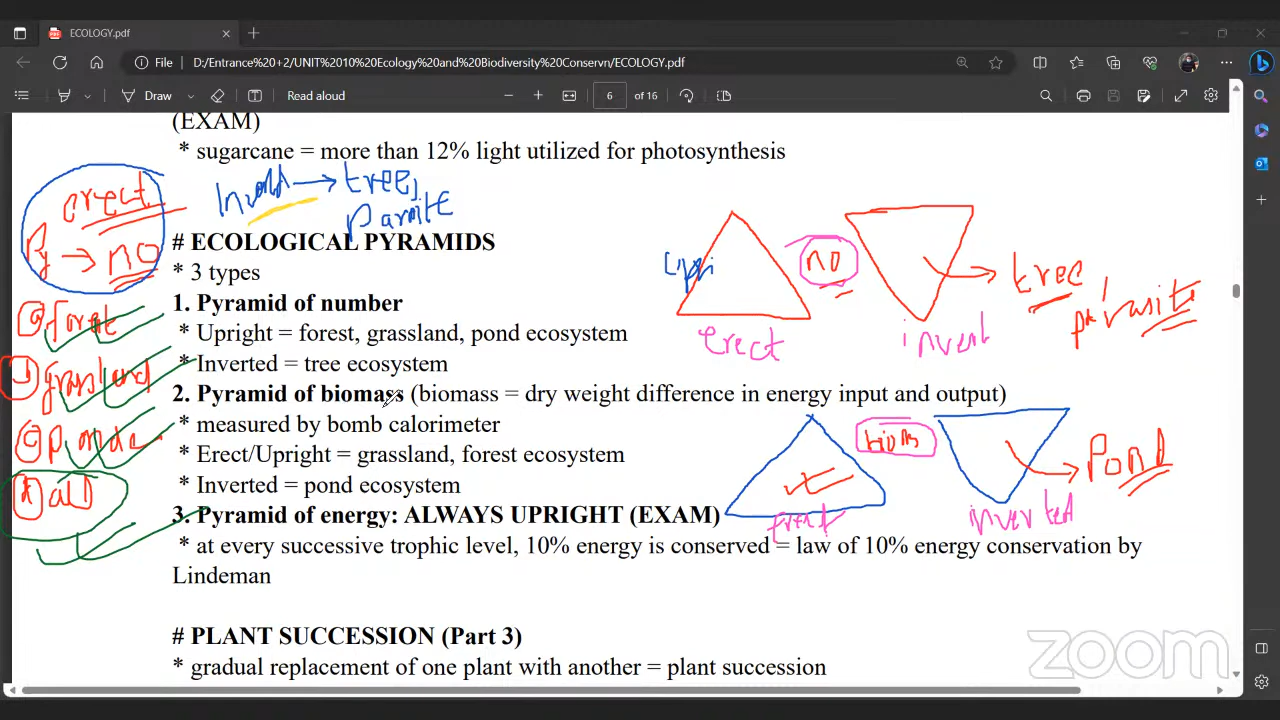 ECOLOGY.pdf
File
D:/Entrance%20+2/UNIT%2010%20Ecology%20and%20Biodiversity%20Conservn/ECOLOGY.pdf
Draw
Read aloud
6 of 16
(EXAM)
* sugarcane = more than 12% light utilized for photosynthesis
erect
Py → no
→ tree,
# ECOLOGICAL PYRAMIDS
* 3 types
1. Pyramid of number
* Upright = forest, grassland, pond ecosystem
* Inverted = tree ecosystem
2. Pyramid of biomass (biomass = dry weight difference in energy input and output)
* measured by bomb calorimeter
* Erect/Upright = grassland, forest ecosystem
* Inverted = pond ecosystem
3. Pyramid of energy: ALWAYS UPRIGHT (EXAM)
* at every successive trophic level, 10% energy is conserved = law of 10% energy conservation by
Lindeman
# PLANT SUCCESSION (Part 3)
* gradual replacement of one plant with another = plant succession
no
erect
invert
tree
Pond
erect
inverted
grassland
all
zoom